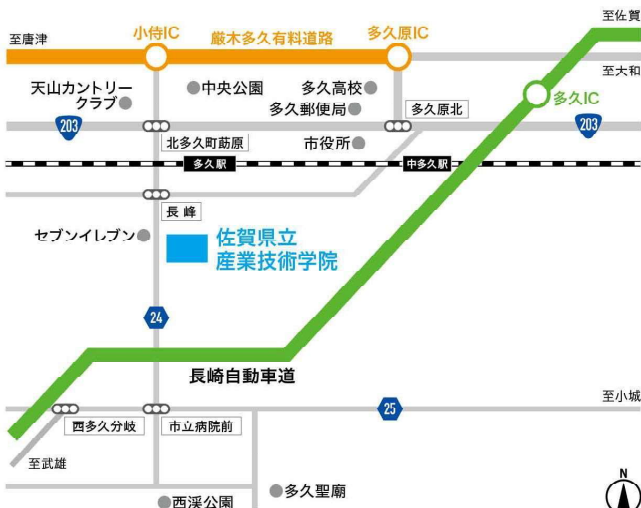 至佐賀
至唐津
小侍IC
厳木多久有料道路
多久原IC
至大和
天山カントリー
クラブ
中央公園
多久高校
多久郵便局
多久原北
多久IC
203
203
北多久町莇原
市役所
多久駅
中多久駅
長峰
セブンイレブン
佐賀県立
産業技術学院
24
長崎自動車道
至小城
25
西多久分岐
市立病院前
至武雄
西渓公園
多久聖廟
N